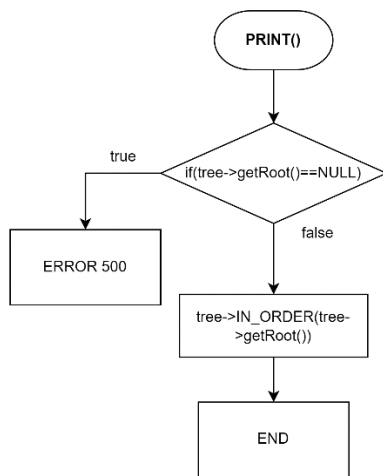 PRINT()
true
if(tree->getRoot()==NULL)
false
ERROR 500
tree->IN_ORDER(tree-
>getRoot())
END